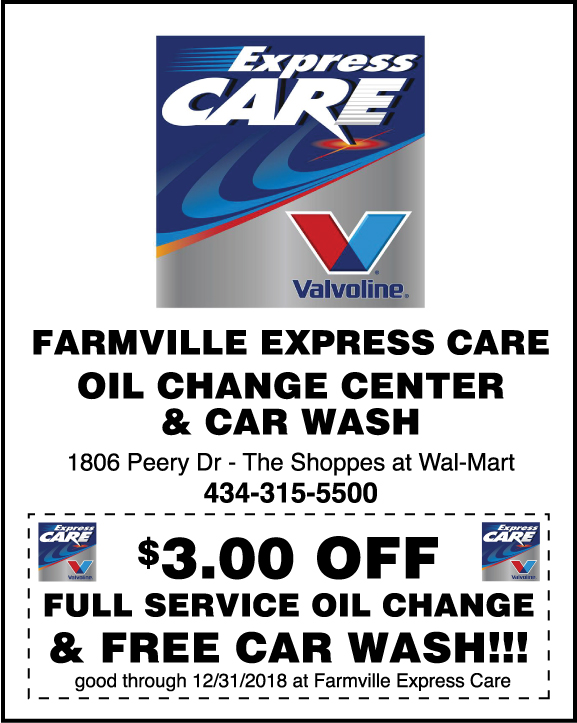 Express
CARE
Valvoline®
FARMVILLE EXPRESS CARE
OIL CHANGE CENTER
& CAR WASH
1806 Peery Dr - The Shoppes at Wal-Mart
434-315-5500
Express
CARE
Valvoline
Express
CARE
Valvoline
$3.00 OFF
FULL SERVICE OIL CHANGE
& FREE CAR WASH!!!
good through 12/31/2018 at Farmville Express Care